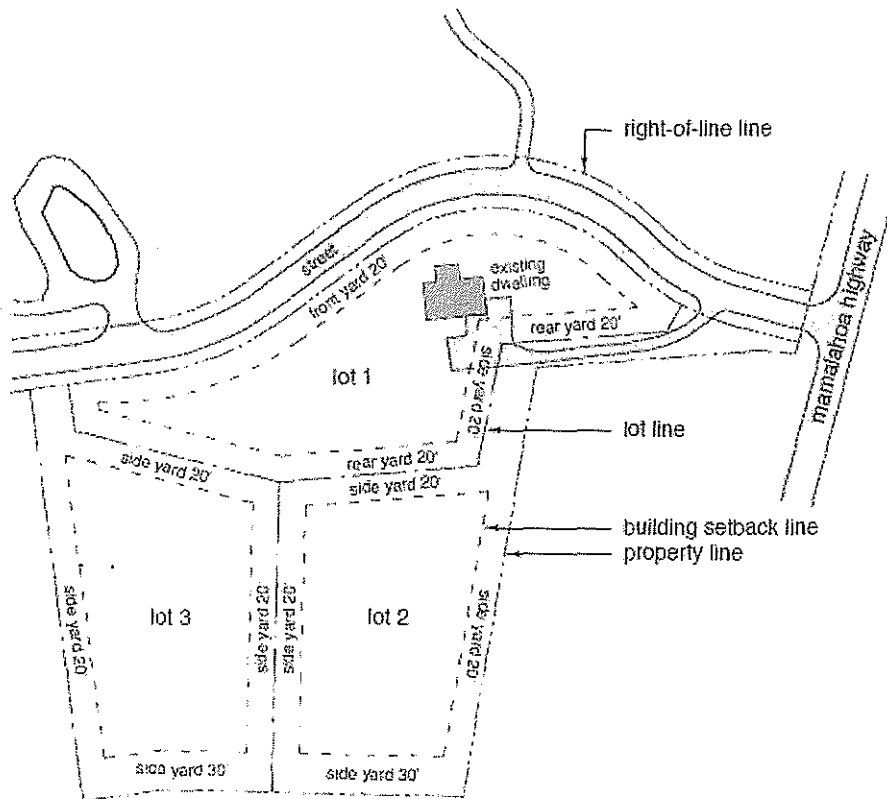 right-of-line line
street
front yard 20'
existing
dwelling
rear yard 20'
mamalahoa highway
lot 1
side yard 20'
lot line
side yard 20'
rear yard 20'
side yard 20'
building setback line
property line
lot 3
lot 2
side yard 20'
side yard 20'
side yard 20'
side yard 20'
side yard 30'
side yard 30'